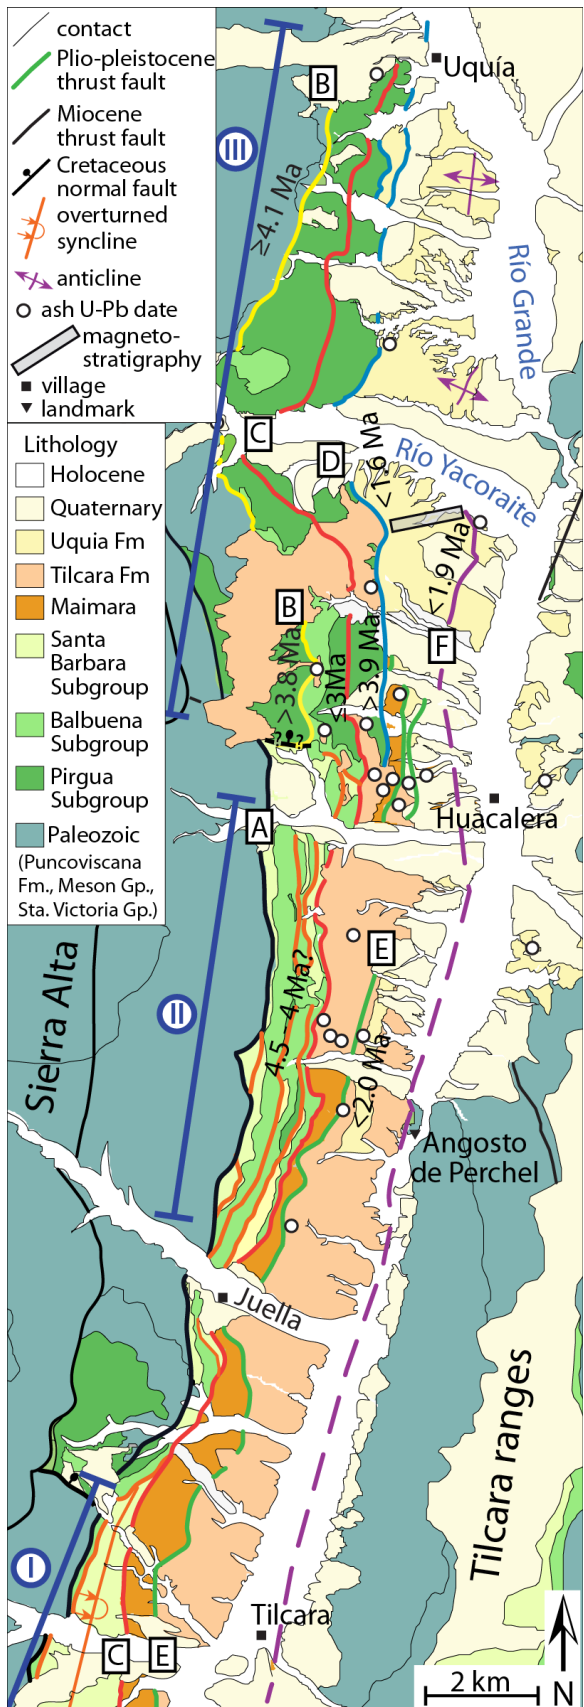 contact
Plio-pleistocene
thrust fault
Miocene
thrust fault
Cretaceous
normal fault
overturned
syncline
anticline
ash U-Pb date
magneto-
stratigraphy
village
landmark
Lithology
Holocene
Quaternary
Uquia Fm
Tilcara Fm
Maimara
Santa
Barbara
Subgroup
Balbuena
Subgroup
Pirgua
Subgroup
Paleozoic
(Puncoviscana
Fm., Meson Gp.,
Sta. Victoria Gp.)
Uquía
B
III
≥4.1 Ma
Río Grande
C
D
<1.6 Ma
Río Yacoraite
<1.9 Ma
B
>3.8 Ma
≤3Ma
>3.9 Ma
F
? ?
Huacalera
A
E
II
4.5 - 4 Ma?
<2.0 Ma
Sierra Alta
Angosto
de Perchel
Juella
Tilcara ranges
I
Tilcara
C
E
2 km
N